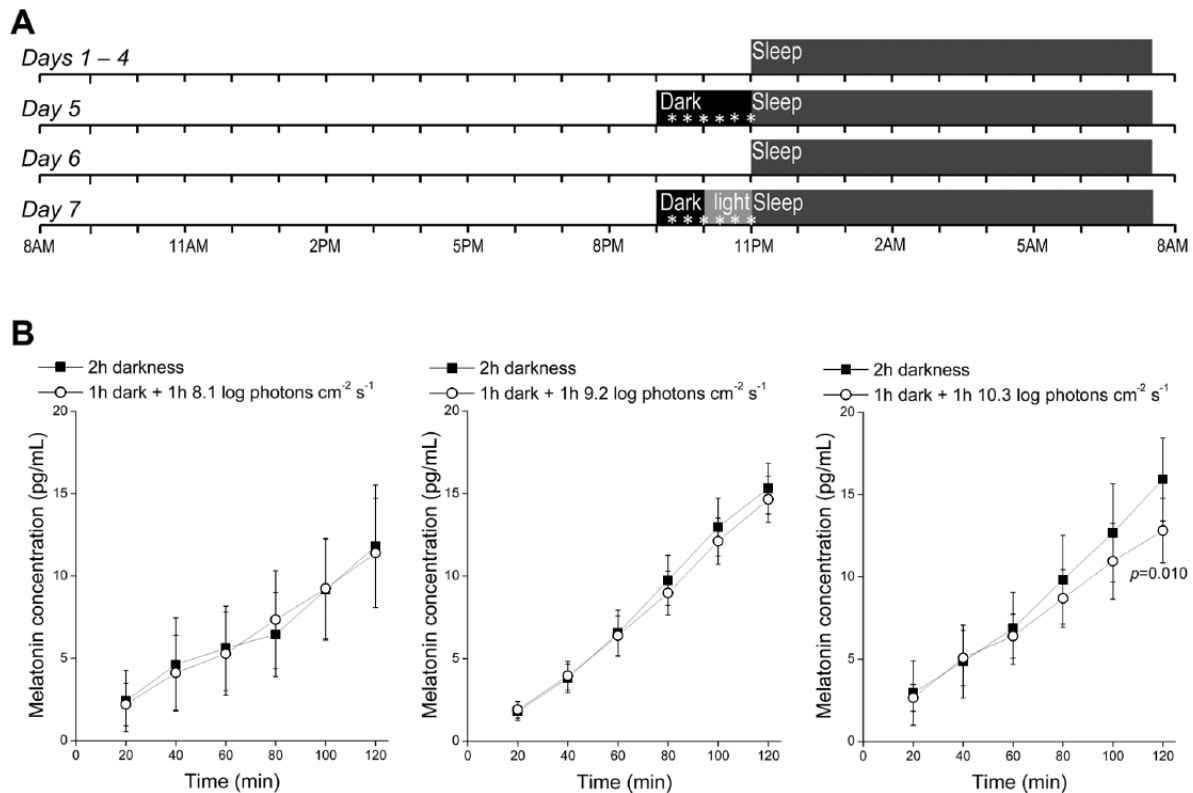 A
Days 1 – 4
Sleep
Day 5
Dark
Sleep
* * * * * *
Day 6
Sleep
Day 7
Dark
light
Sleep
* * * * * *
8AM 11AM 2PM 5PM 8PM 11PM 2AM 5AM 8AM
B
2h darkness
1h dark + 1h 8.1 log photons cm⁻² s⁻¹
20
15
10
5
0
Melatonin concentration (pg/mL)
20 40 60 80 100 120
Time (min)
2h darkness
1h dark + 1h 9.2 log photons cm⁻² s⁻¹
20
15
10
5
0
Melatonin concentration (pg/mL)
20 40 60 80 100 120
Time (min)
2h darkness
1h dark + 1h 10.3 log photons cm⁻² s⁻¹
20
15
10
5
0
Melatonin concentration (pg/mL)
p=0.010
20 40 60 80 100 120
Time (min)